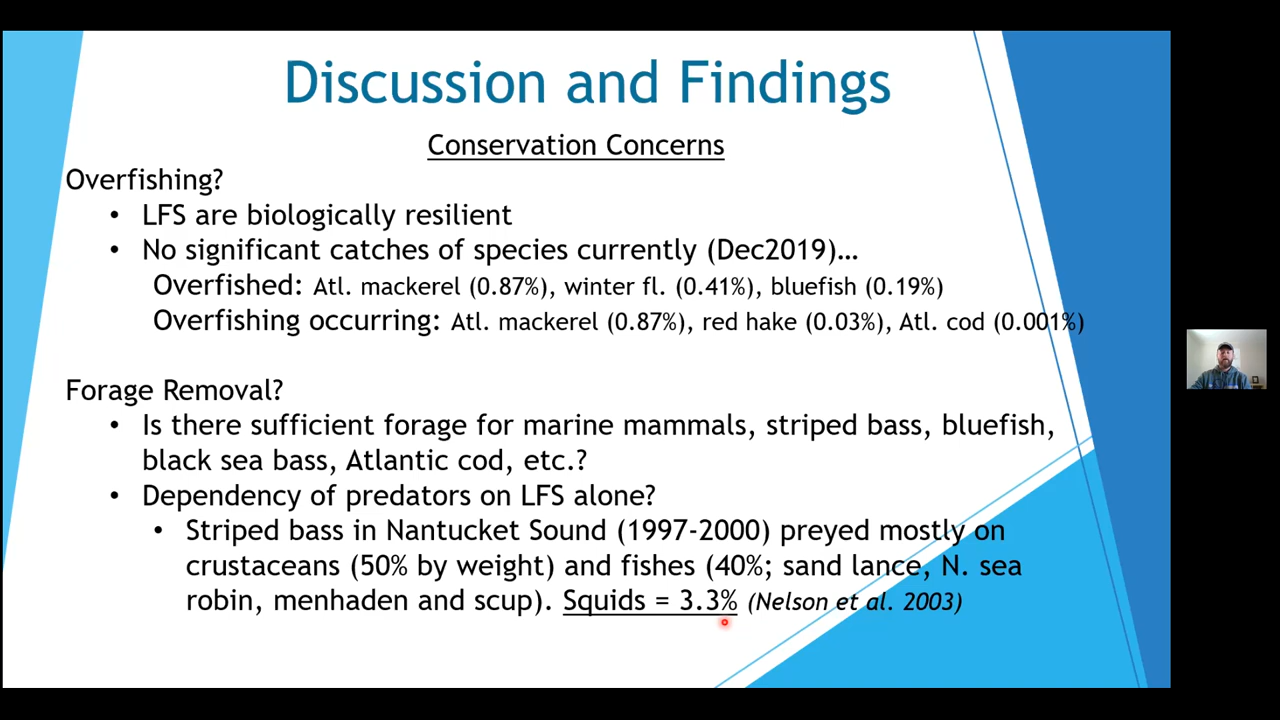 Discussion and Findings
Conservation Concerns
Overfishing?
• LFS are biologically resilient
• No significant catches of species currently (Dec2019)…
Overfished: Atl. mackerel (0.87%), winter fl. (0.41%), bluefish (0.19%)
Overfishing occurring: Atl. mackerel (0.87%), red hake (0.03%), Atl. cod (0.001%)
Forage Removal?
• Is there sufficient forage for marine mammals, striped bass, bluefish,
black sea bass, Atlantic cod, etc.?
• Dependency of predators on LFS alone?
• Striped bass in Nantucket Sound (1997-2000) preyed mostly on
crustaceans (50% by weight) and fishes (40%; sand lance, N. sea
robin, menhaden and scup). Squids = 3.3% (Nelson et al. 2003)